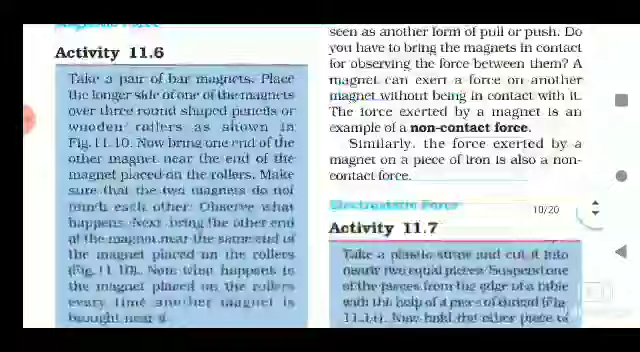 Magnetic Force
Activity 11.6
Take a pair of bar magnets. Place
the longer side of one of the magnets
over three round shaped pencils or
wooden rollers as shown in
Fig. 11.10. Now bring one end of the
other magnet near the end of the
magnet placed on the rollers. Make
sure that the two magnets do not
touch each other. Observe what
happens. Next, bring the other end
of the magnet near the same end of
the magnet placed on the rollers
(Fig. 11.10). Note what happens to
the magnet placed on the rollers
every time another magnet is
brought near it.
seen as another form of pull or push. Do
you have to bring the magnets in contact
for observing the force between them? A
magnet can exert a force on another
magnet without being in contact with it.
The force exerted by a magnet is an
example of a non-contact force.
Similarly, the force exerted by a
magnet on a piece of iron is also a non-
contact force.
Electrostatic Force
10/20
Activity 11.7
Take a plastic straw and cut it into
nearly two equal pieces. Suspend one
of the pieces from the edge of a table
with the help of a piece of thread (Fig.
11.11). Now hold the other piece of